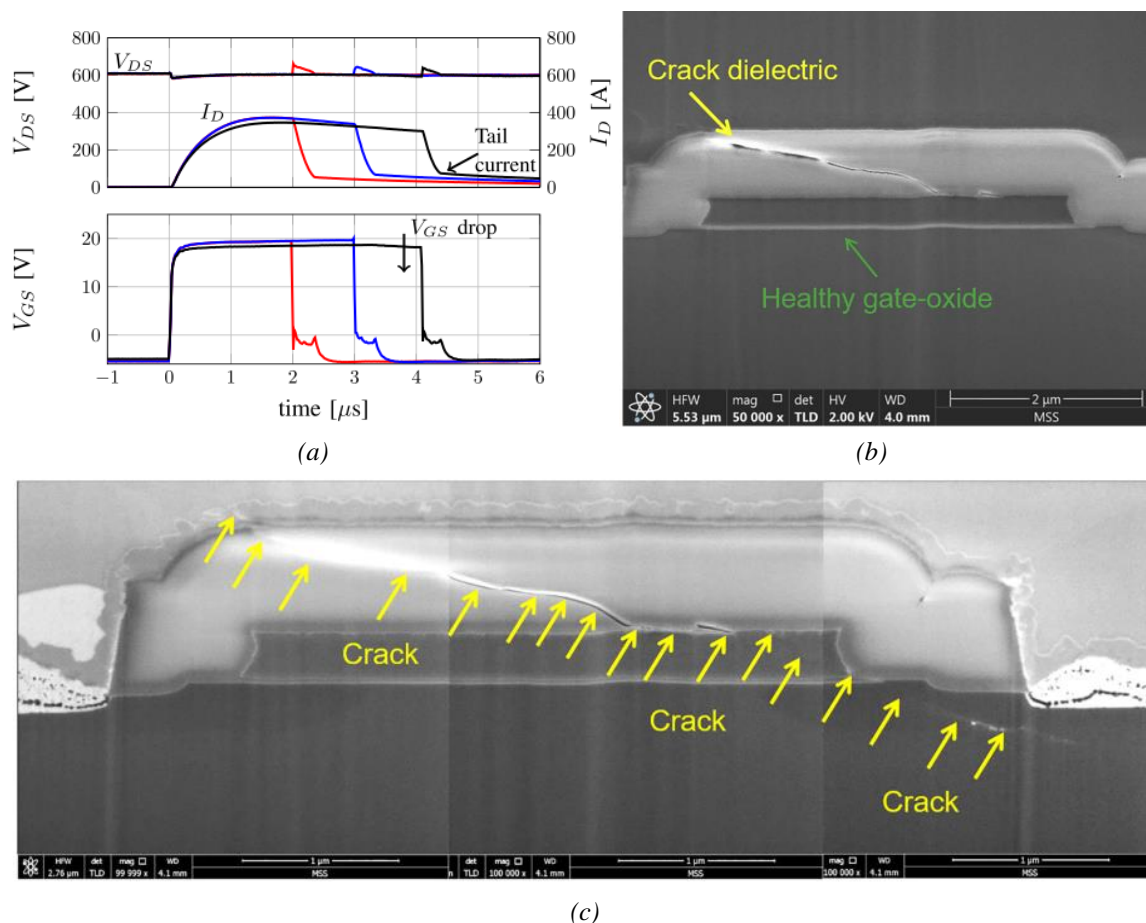 800
800
V_DS
600
600
V_DS [V]
400
I_D
400
I_D [A]
Tail
200
current
200
0
0
20
V_GS drop
V_GS [V]
10
0
−1 0 1 2 3 4 5 6
time [μs]
(a)
Crack dielectric
Healthy gate-oxide
HFW mag □ det HV WD 2 μm
5.53 μm 50 000 x TLD 2.00 kV 4.0 mm MSS
(b)
Crack
Crack
Crack
HFW det mag □ WD 1 μm
2.76 μm TLD 99 999 x 4.1 mm MSS
det mag □ WD 1 μm
TLD 100 000 x 4.1 mm MSS
mag □ WD 1 μm
100 000 x 4.1 mm MSS
(c)